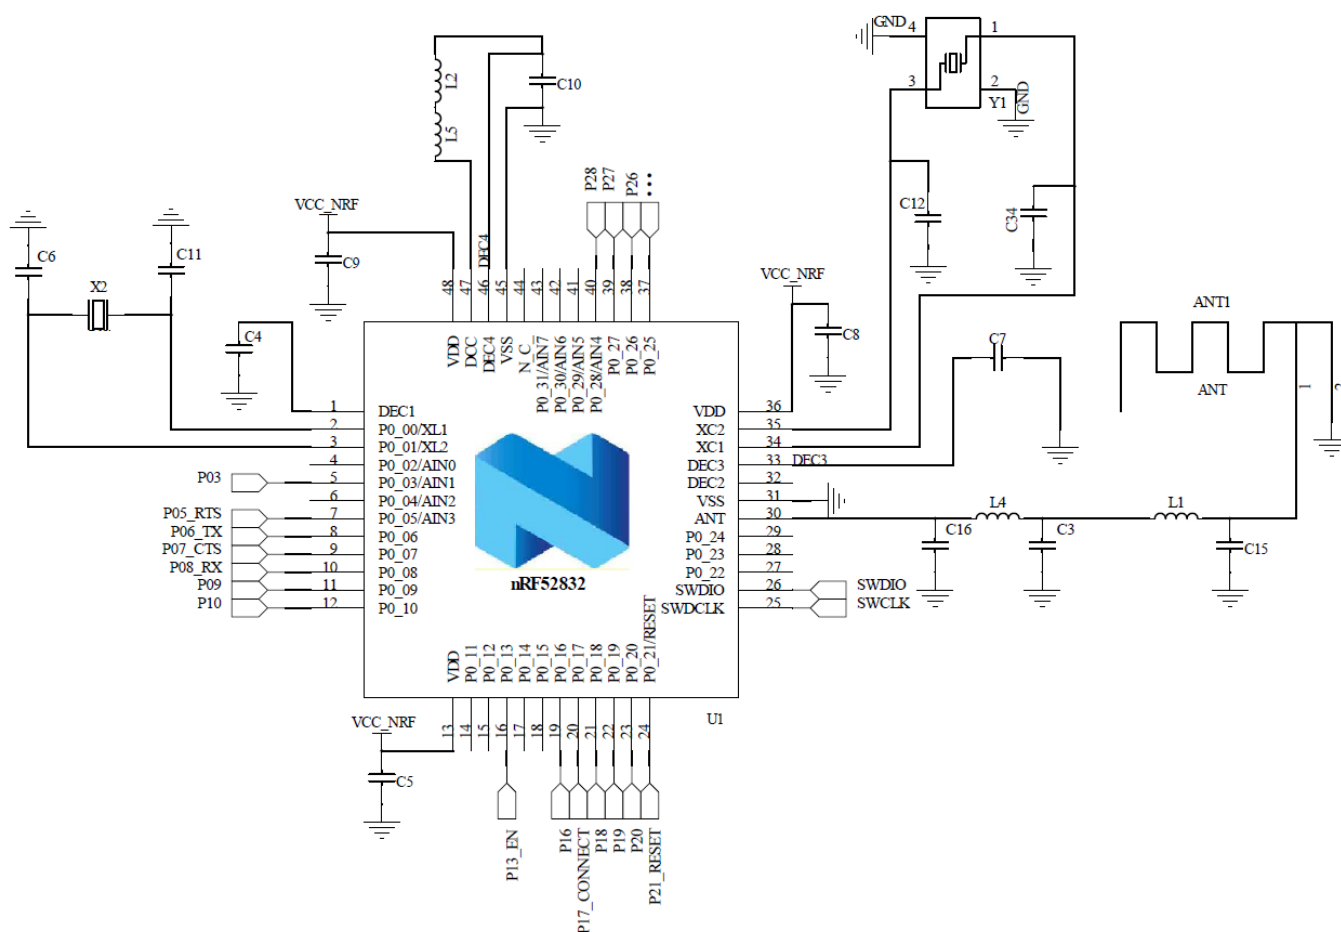 GND 4
1
3
2
Y1
GND
L2
L5
C10
P28
P27
P26
...
VCC_NRF
C9
DEC4
C12
C34
C6
C11
X2
C4
VCC_NRF
C8
C7
ANT1
ANT
1
2
48
47
46
45
44
43
42
41
40
39
38
37
VDD
DCC
DEC4
VSS
N_C_
P0_31/AIN7
P0_30/AIN6
P0_29/AIN5
P0_28/AIN4
P0_27
P0_26
P0_25
1 DEC1
2 P0_00/XL1
3 P0_01/XL2
4 P0_02/AIN0
P03 5 P0_03/AIN1
6 P0_04/AIN2
P05_RTS 7 P0_05/AIN3
P06_TX 8 P0_06
P07_CTS 9 P0_07
P08_RX 10 P0_08
P09 11 P0_09
P10 12 P0_10
VDD 36
XC2 35
XC1 34
DEC3 33 DEC3
DEC2 32
VSS 31
ANT 30
P0_24 29
P0_23 28
P0_22 27
SWDIO 26 SWDIO
SWDCLK 25 SWCLK
L4
L1
C16
C3
C15
nRF52832
VDD
P0_11
P0_12
P0_13
P0_14
P0_15
P0_16
P0_17
P0_18
P0_19
P0_20
P0_21/RESET
U1
13
14
15
16
17
18
19
20
21
22
23
24
VCC_NRF
C5
P13_EN
P16
P17_CONNECT
P18
P19
P20
P21_RESET